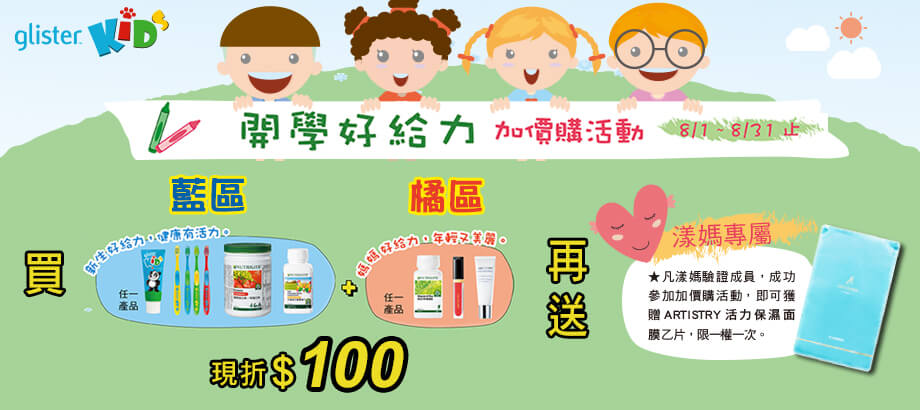 glister KiDs
開學好給力 加價購活動 8/1~8/31止
藍區
橘區
新生好給力，健康有活力。
媽媽好給力，年輕又美麗。
買
任一
產品
+
任一
產品
再送
漾媽專屬
★凡漾媽驗證成員，成功
參加加價購活動，即可獲
贈 ARTISTRY 活力保濕面
膜乙片，限一權一次。
現折$100